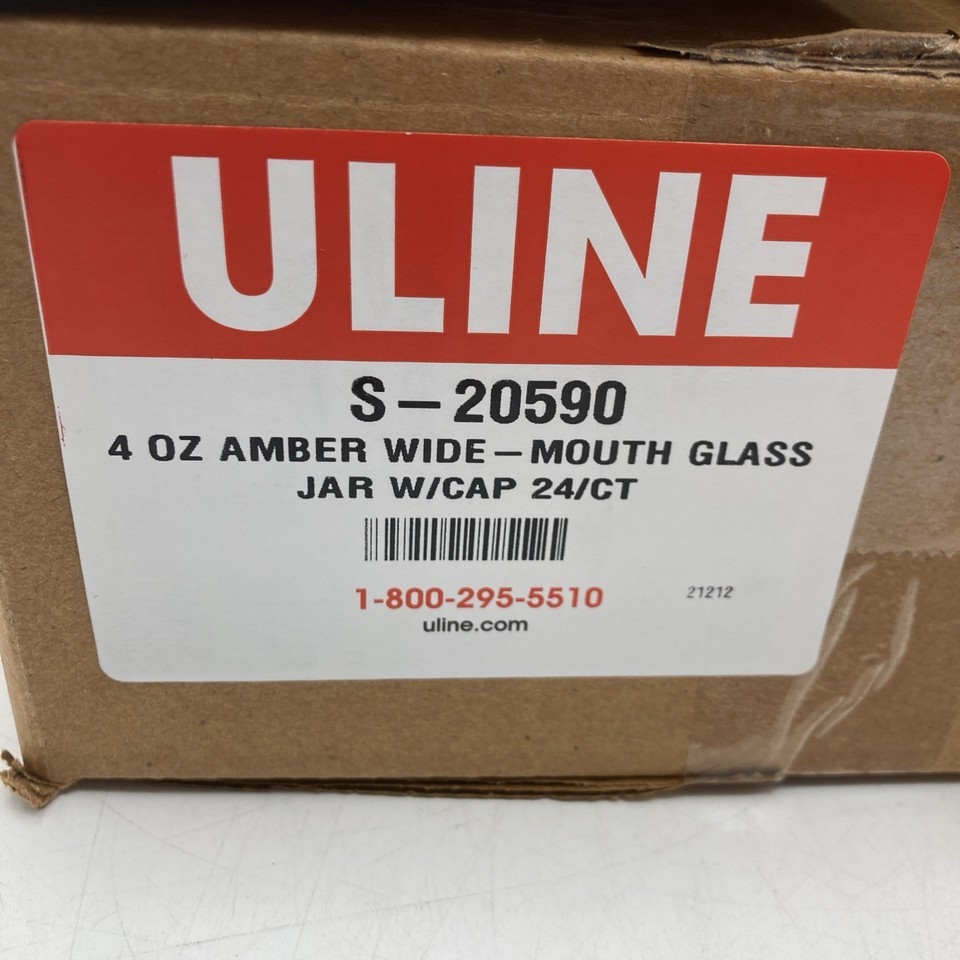 ULINE
S-20590
4 OZ AMBER WIDE-MOUTH GLASS
JAR W/CAP 24/CT
1-800-295-5510
21212
uline.com